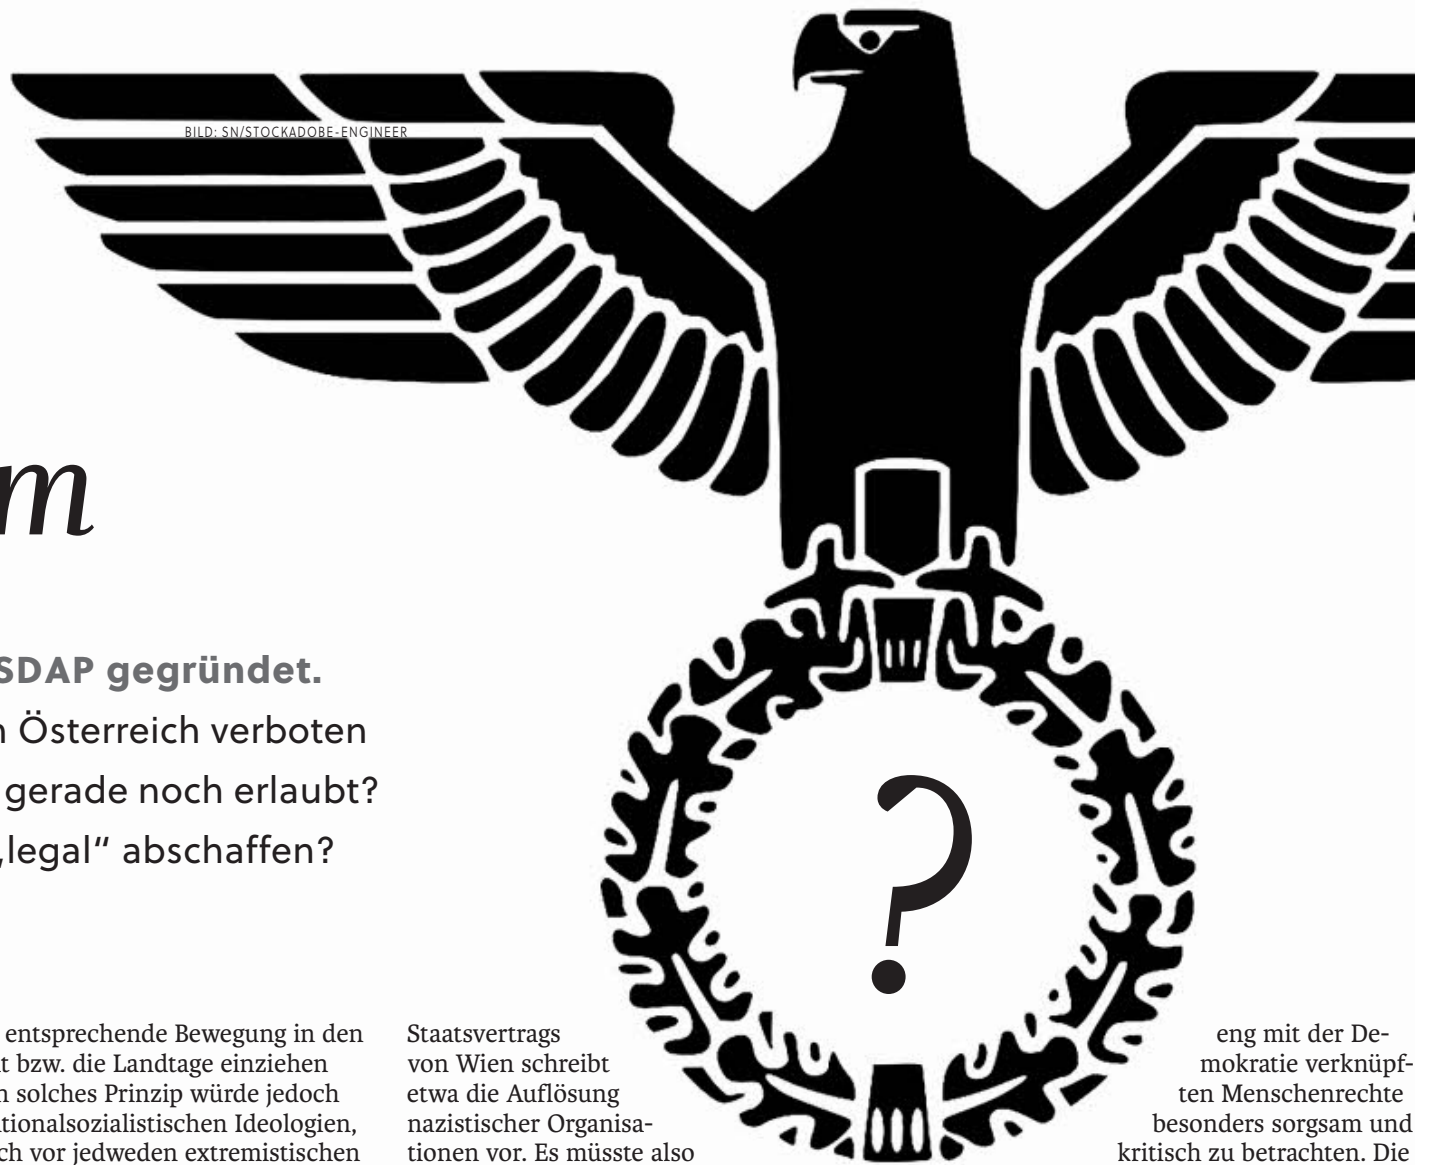 BILD: SN/STOCKADOBE-ENGINEER
m
SDAP gegründet.
n Österreich verboten
gerade noch erlaubt?
„legal“ abschaffen?
?
entsprechende Bewegung in den
t bzw. die Landtage einziehen
n solches Prinzip würde jedoch
tionalsozialistischen Ideologien,
ch vor jedweden extremistischen
Staatsvertrags
von Wien schreibt
etwa die Auflösung
nazistischer Organisa-
tionen vor. Es müsste also
eng mit der De-
mokratie verknüpf-
ten Menschenrechte
besonders sorgsam und
kritisch zu betrachten. Die